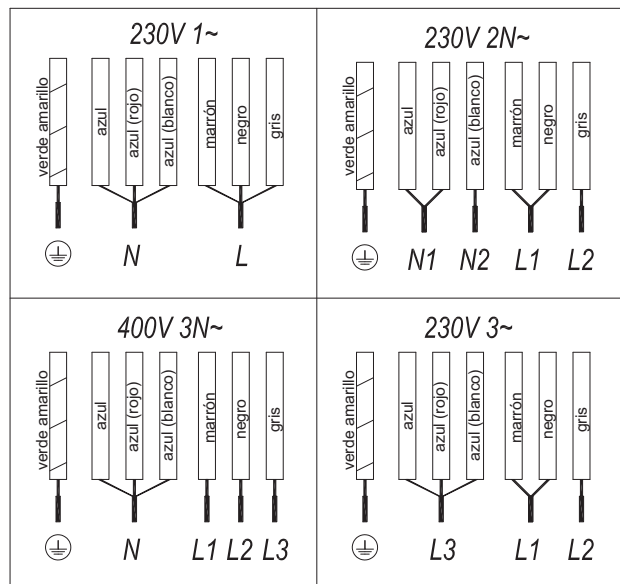 230V 1~
verde amarillo
azul
azul (rojo)
azul (blanco)
marrón
negro
gris
N
L
230V 2N~
verde amarillo
azul
azul (rojo)
azul (blanco)
marrón
negro
gris
N1
N2
L1
L2
400V 3N~
verde amarillo
azul
azul (rojo)
azul (blanco)
marrón
negro
gris
N
L1
L2
L3
230V 3~
verde amarillo
azul
azul (rojo)
azul (blanco)
marrón
negro
gris
L3
L1
L2